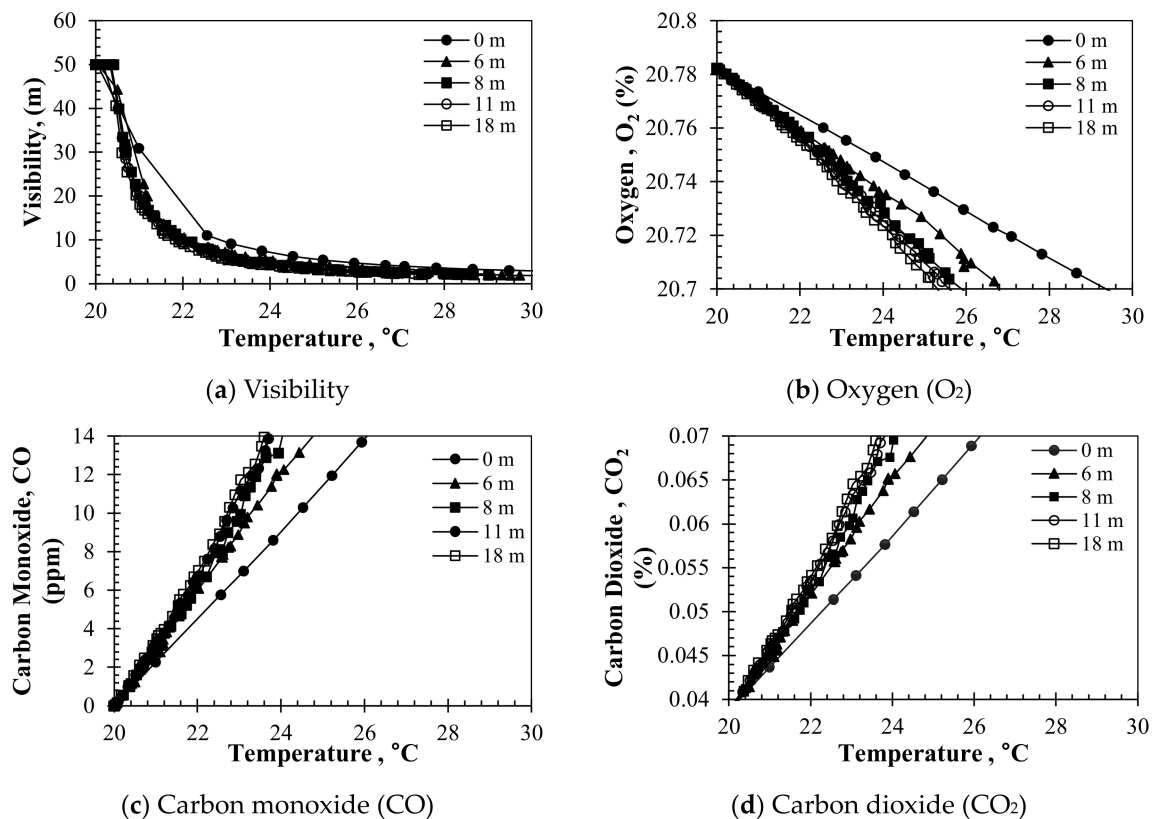 60
50
40
30
20
10
0
Visibility, (m)
20 22 24 26 28 30
Temperature , °C
0 m
6 m
8 m
11 m
18 m
(a) Visibility
20.8
20.78
20.76
20.74
20.72
20.7
Oxygen , O₂ (%)
20 22 24 26 28 30
Temperature , °C
0 m
6 m
8 m
11 m
18 m
(b) Oxygen (O₂)
14
12
10
8
6
4
2
0
Carbon Monoxide, CO
(ppm)
20 22 24 26 28 30
Temperature , °C
0 m
6 m
8 m
11 m
18 m
(c) Carbon monoxide (CO)
0.07
0.065
0.06
0.055
0.05
0.045
0.04
Carbon Dioxide , CO₂
(%)
20 22 24 26 28 30
Temperature , °C
0 m
6 m
8 m
11 m
18 m
(d) Carbon dioxide (CO₂)